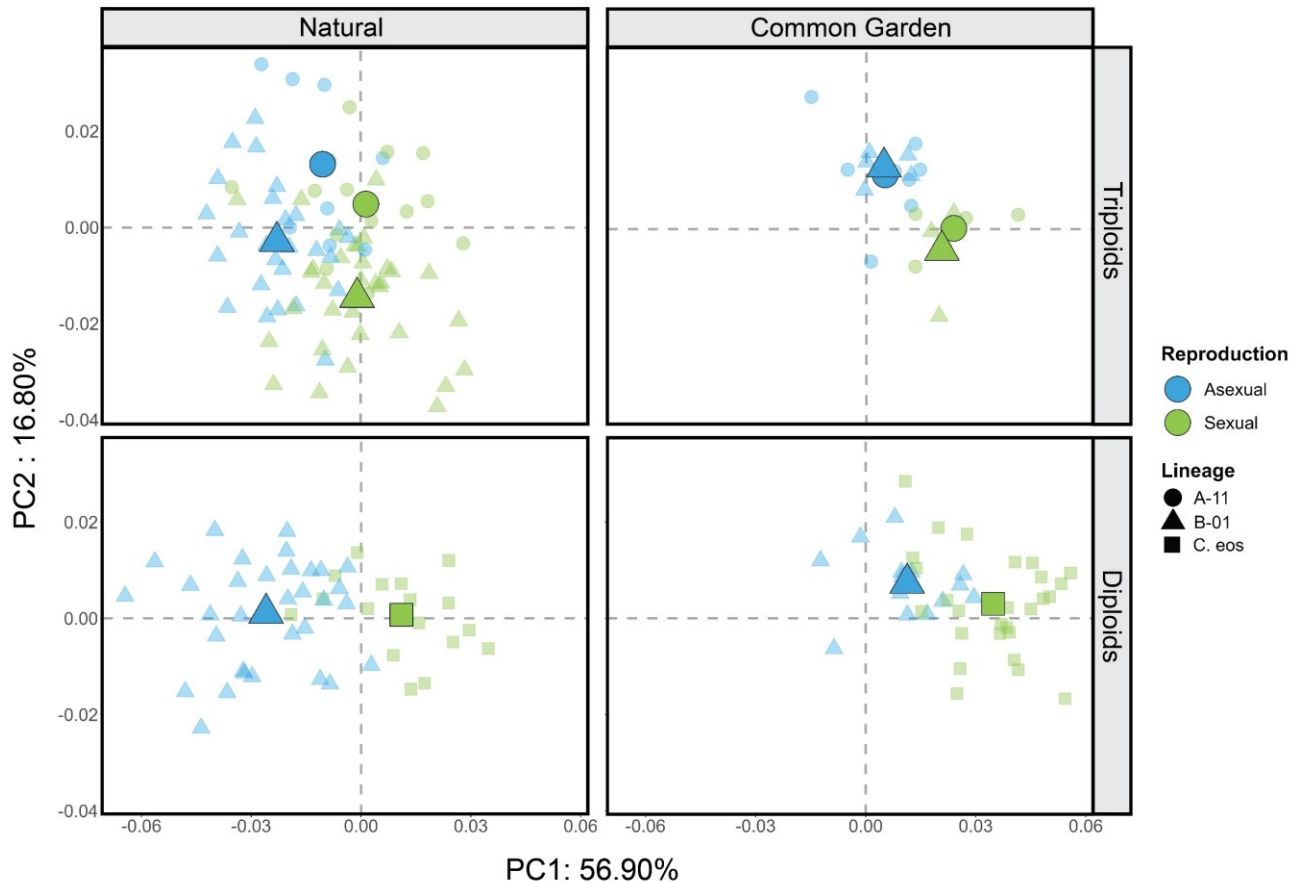 Natural
Common Garden
Triploids
Diploids
PC2 : 16.80%
0.02
0.00
-0.02
-0.04
0.02
0.00
-0.02
-0.04
-0.06
-0.03
0.00
0.03
0.06
-0.06
-0.03
0.00
0.03
0.06
PC1: 56.90%
Reproduction
Asexual
Sexual
Lineage
A-11
B-01
C. eos